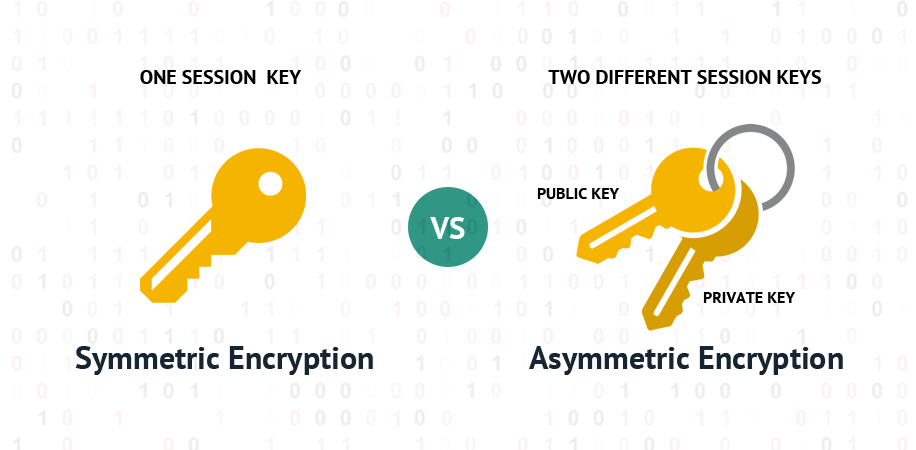 ONE SESSION KEY
TWO DIFFERENT SESSION KEYS
PUBLIC KEY
VS
PRIVATE KEY
Symmetric Encryption
Asymmetric Encryption